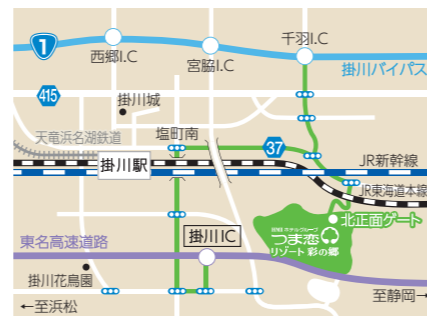 1
西郷I.C
宮脇I.C
千羽I.C
掛川バイパス
415
掛川城
天竜浜名湖鉄道
塩町南
37
掛川駅
JR新幹線
JR東海道本線
北正面ゲート
つま恋
リゾート 彩の郷
東名高速道路
掛川IC
掛川花鳥園
←至浜松
至静岡→